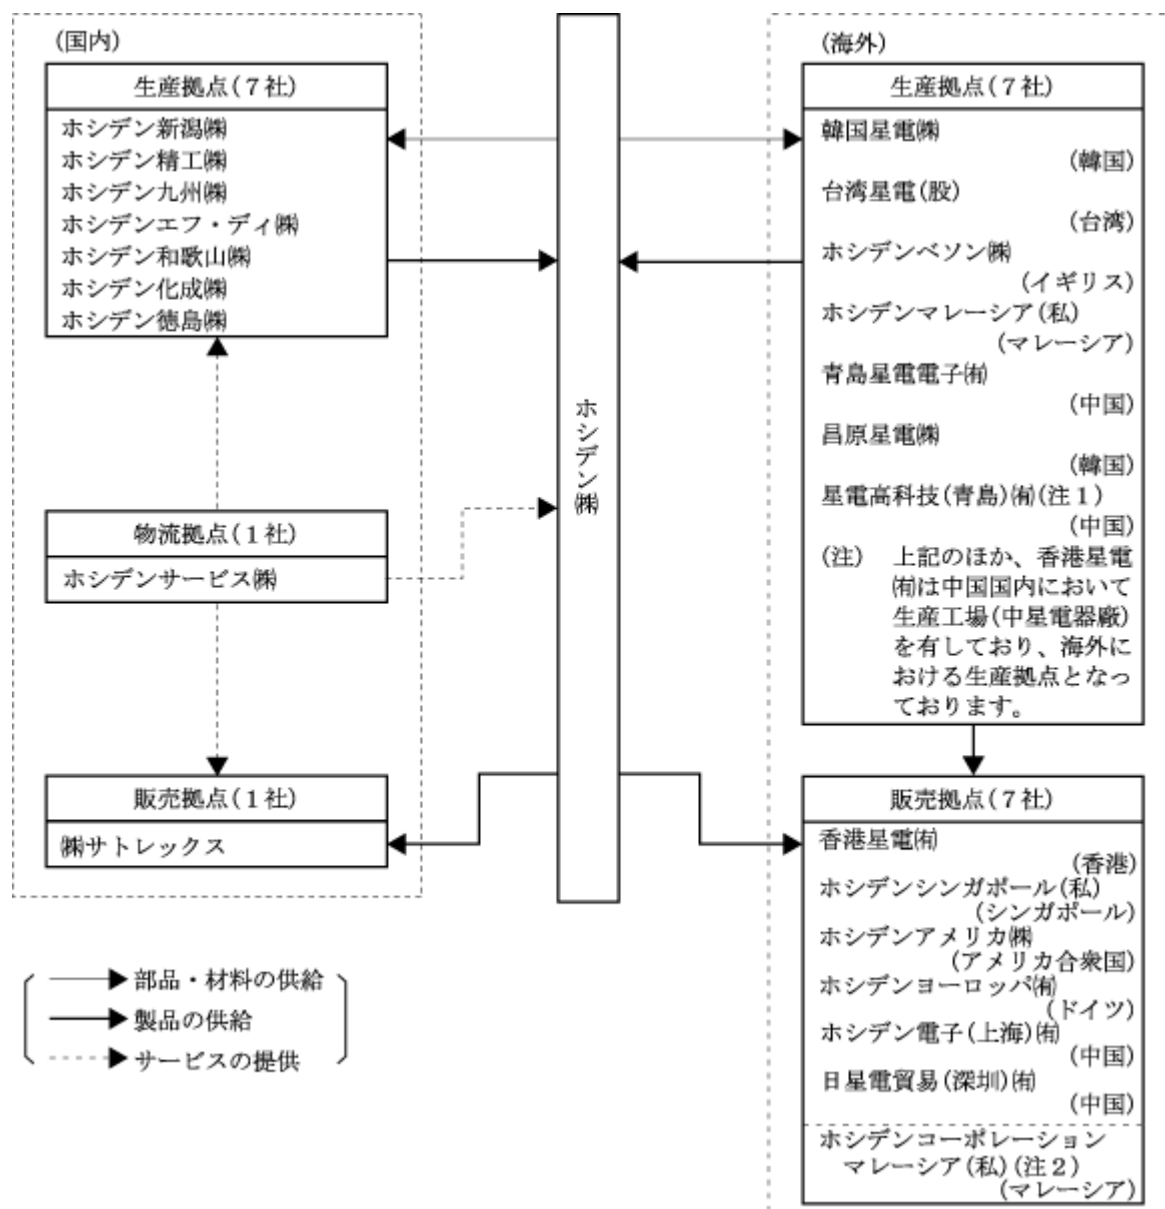 (国内)
生産拠点(7社)
ホシデン新潟㈱
ホシデン精工㈱
ホシデン九州㈱
ホシデンエフ・ディ㈱
ホシデン和歌山㈱
ホシデン化成㈱
ホシデン徳島㈱
物流拠点(1社)
ホシデンサービス㈱
販売拠点(1社)
㈱サトレックス
ホシデン㈱
(海外)
生産拠点(7社)
韓国星電㈱
(韓国)
台湾星電(股)
(台湾)
ホシデンベソン㈱
(イギリス)
ホシデンマレーシア(私)
(マレーシア)
青島星電電子㈲
(中国)
昌原星電㈱
(韓国)
星電高科技(青島)㈲(注1)
(中国)
(注) 上記のほか、香港星電
㈲は中国国内において
生産工場(中星電器廠)
を有しており、海外に
おける生産拠点となっ
ております。
販売拠点(7社)
香港星電㈲
(香港)
ホシデンシンガポール(私)
(シンガポール)
ホシデンアメリカ㈱
(アメリカ合衆国)
ホシデンヨーロッパ㈲
(ドイツ)
ホシデン電子(上海)㈲
(中国)
日星電貿易(深圳)㈲
(中国)
ホシデンコーポレーション
マレーシア(私)(注2)
(マレーシア)
部品・材料の供給
製品の供給
サービスの提供